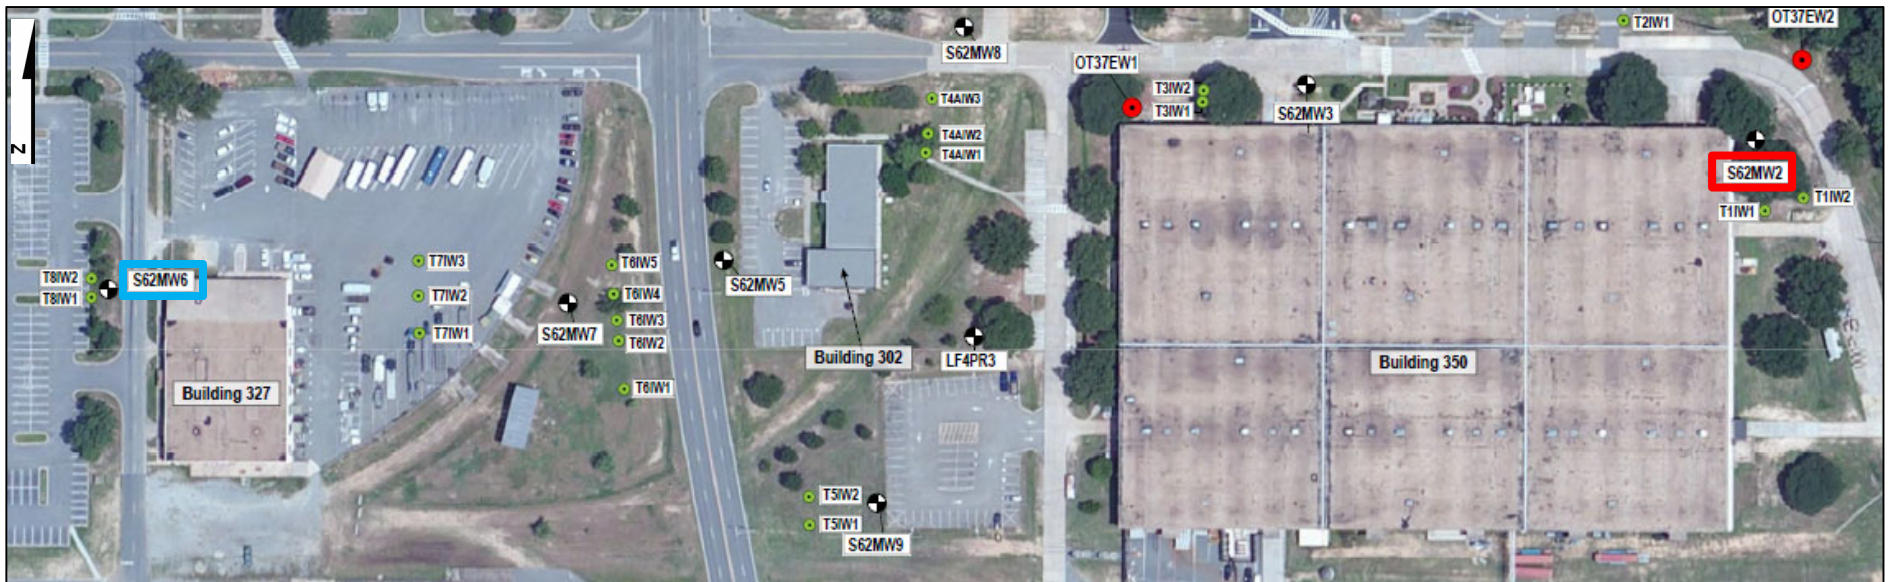 T2IW1
OT37EW2
S62MW8
OT37EW1
T3IW2
T3IW1
S62MW3
T4AIW3
T4AIW2
T4AIW1
N
S62MW2
T1IW2
T1IW1
T8IW2
T8IW1
S62MW6
T7IW3
T7IW2
T7IW1
T6IW5
T6IW4
T6IW3
T6IW2
T6IW1
S62MW5
S62MW7
Building 302
LF4PR3
Building 350
Building 327
T5IW2
T5IW1
S62MW9